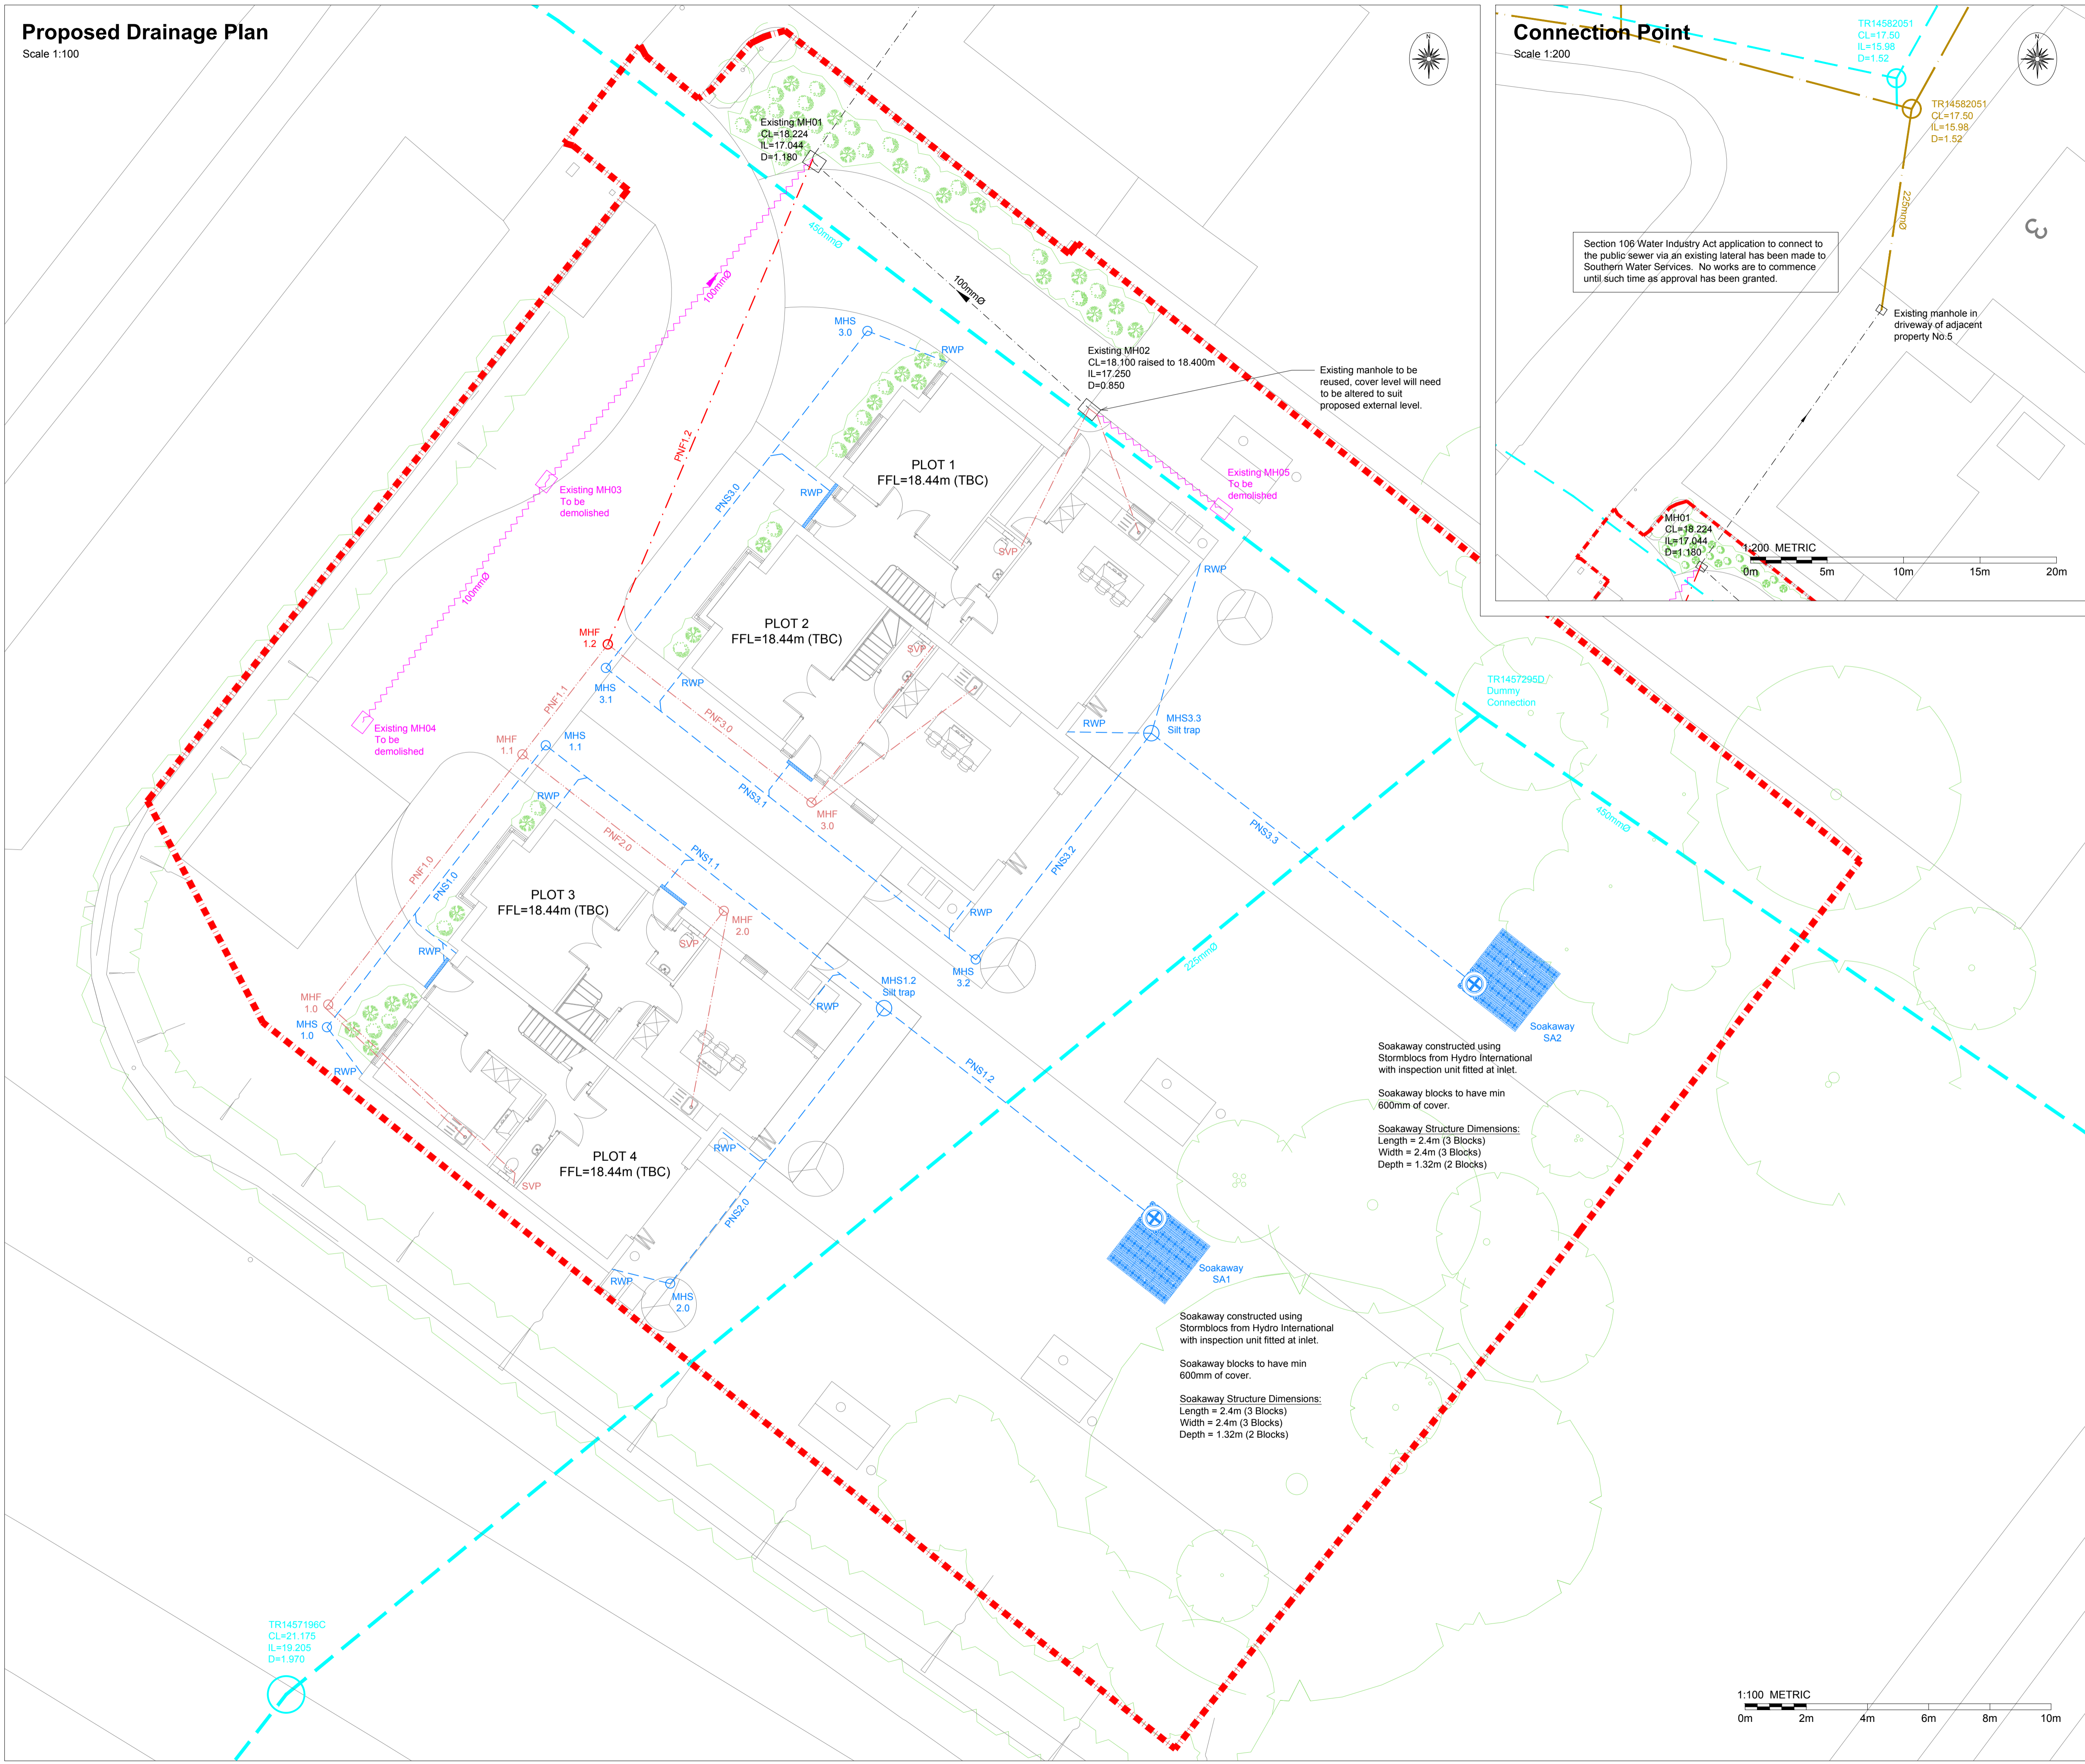 Proposed Drainage Plan
Scale 1:100
N
Existing MH01
CL=18.224
IL=17.044
D=1.180
450mmØ
100mmØ
100mmØ
MHS
3.0
RWP
Existing MH02
CL=18.100 raised to 18.400m
IL=17.250
D=0.850
Existing manhole to be
reused, cover level will need
to be altered to suit
proposed external level.
PNF1.2
PLOT 1
FFL=18.44m (TBC)
Existing MH03
To be
demolished
RWP
PNS3.0
Existing MH05
To be
demolished
SVP
RWP
100mmØ
PLOT 2
FFL=18.44m (TBC)
MHF
1.2
SVP
RWP
MHS
3.1
PNF1.1
PNF3.0
TR1457295D
Dummy
Connection
RWP
MHS3.3
Silt trap
Existing MH04
To be
demolished
MHF
1.1
MHS
1.1
RWP
PNS3.1
MHF
3.0
450mmØ
PNF2.0
PNS1.1
PNS3.3
PNS3.2
PNF1.0
PNS1.0
PLOT 3
FFL=18.44m (TBC)
RWP
MHF
2.0
SVP
RWP
225mmØ
MHS
3.2
MHS1.2
Silt trap
RWP
MHF
1.0
MHS
1.0
RWP
Soakaway
SA2
Soakaway constructed using
Stormblocs from Hydro International
with inspection unit fitted at inlet.
Soakaway blocks to have min
600mm of cover.
Soakaway Structure Dimensions:
Length = 2.4m (3 Blocks)
Width = 2.4m (3 Blocks)
Depth = 1.32m (2 Blocks)
PNS1.2
RWP
PLOT 4
FFL=18.44m (TBC)
SVP
PNS2.0
RWP
MHS
2.0
Soakaway
SA1
Soakaway constructed using
Stormblocs from Hydro International
with inspection unit fitted at inlet.
Soakaway blocks to have min
600mm of cover.
Soakaway Structure Dimensions:
Length = 2.4m (3 Blocks)
Width = 2.4m (3 Blocks)
Depth = 1.32m (2 Blocks)
TR1457196C
CL=21.175
IL=19.205
D=1.970
1:100 METRIC
0m 2m 4m 6m 8m 10m
Connection Point
Scale 1:200
N
TR14582051
CL=17.50
IL=15.98
D=1.52
TR14582051
CL=17.50
IL=15.98
D=1.52
225mmØ
3
Section 106 Water Industry Act application to connect to
the public sewer via an existing lateral has been made to
Southern Water Services. No works are to commence
until such time as approval has been granted.
Existing manhole in
driveway of adjacent
property No.5
MH01
CL=18.224
IL=17.044
D=1.180
1:200 METRIC
0m 5m 10m 15m 20m